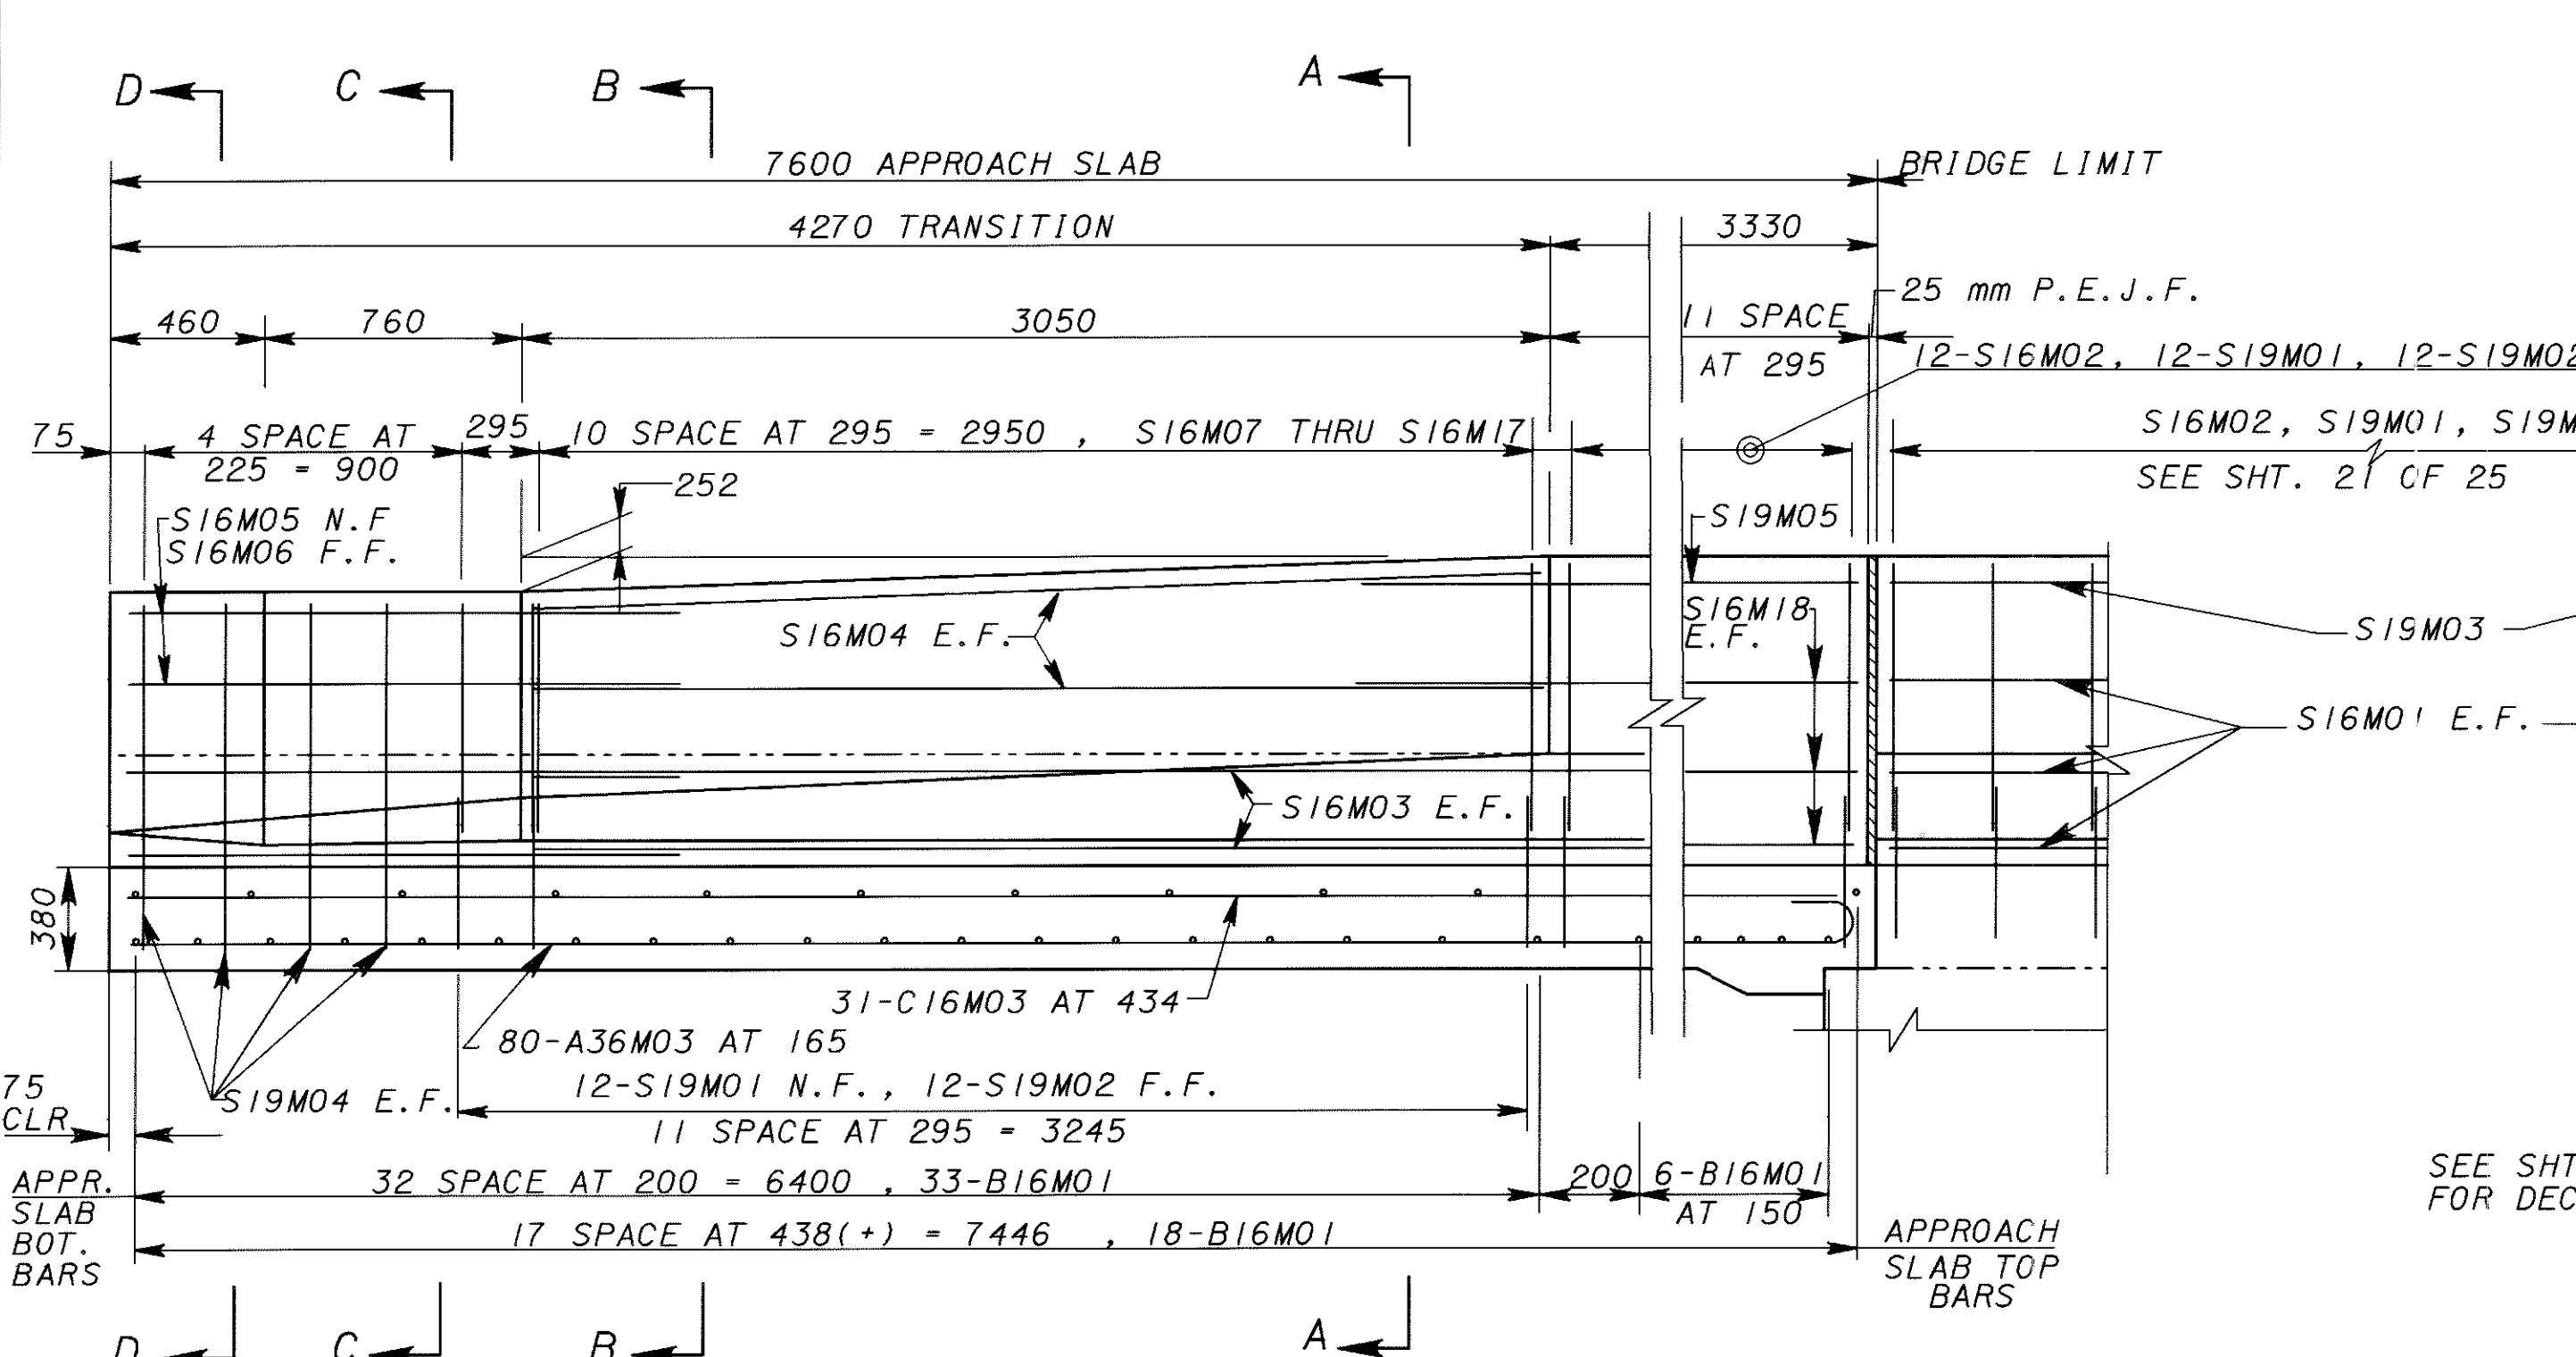 D C B A
7600 APPROACH SLAB
BRIDGE LIMIT
4270 TRANSITION
3330
25 mm P.E.J.F.
460
760
3050
11 SPACE
AT 295
12-S16M02, 12-S19M01, 12-S19M02
75
4 SPACE AT
225 = 900
295
10 SPACE AT 295 = 2950 , S16M07 THRU S16M17
S16M02, S19M01, S19M
SEE SHT. 21 OF 25
252
S16M05 N.F
S16M06 F.F.
S19M05
S16M04 E.F.
S16M18
E.F.
S19M03
S16M01 E.F.
S16M03 E.F.
380
31-C16M03 AT 434
80-A36M03 AT 165
75
CLR
S19M04 E.F.
12-S19M01 N.F., 12-S19M02 F.F.
11 SPACE AT 295 = 3245
APPR.
SLAB
BOT.
BARS
32 SPACE AT 200 = 6400 , 33-B16M01
200
6-B16M01
AT 150
17 SPACE AT 438(+) = 7446 , 18-B16M01
APPROACH
SLAB TOP
BARS
SEE SHT
FOR DEC
D C B A